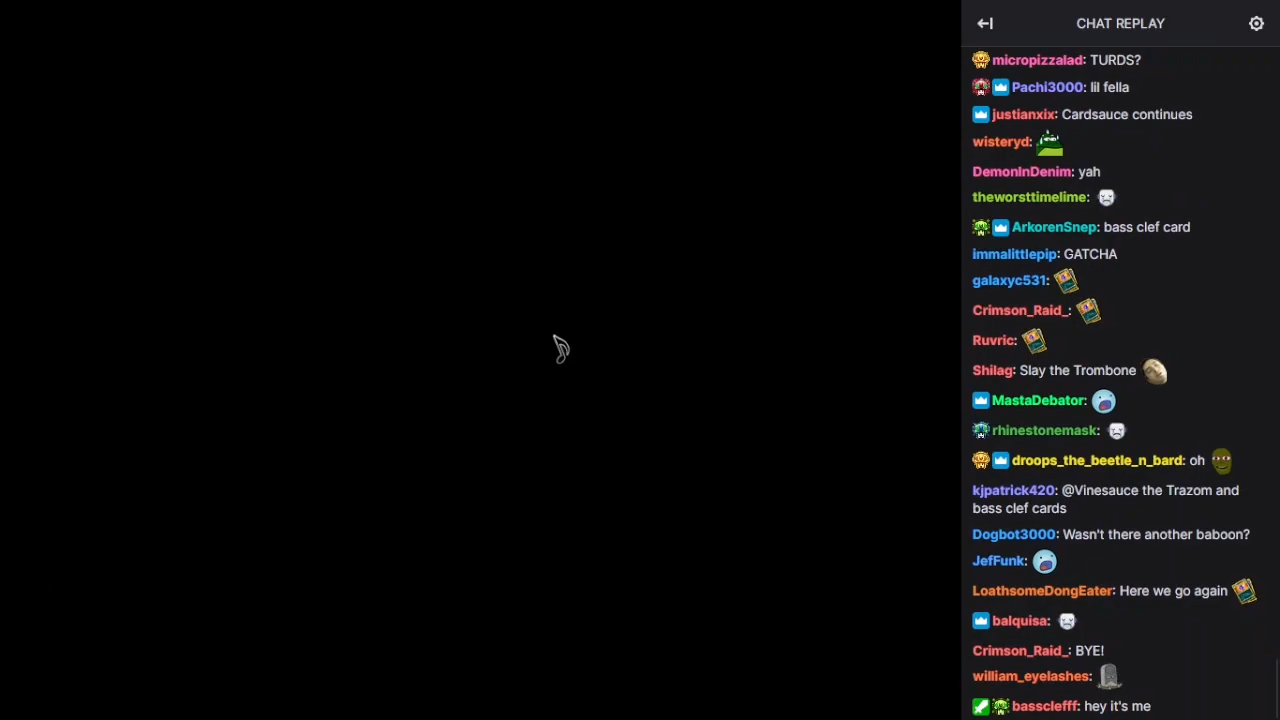 CHAT REPLAY
micropizzalad: TURDS?
Pachi3000: lil fella
justianxix: Cardsauce continues
wisteryd:
DemonInDenim: yah
theworsttimelime:
ArkorenSnep: bass clef card
immalittlepip: GATCHA
galaxyc531:
Crimson_Raid_:
Ruvric:
Shilag: Slay the Trombone
MastaDebator:
rhinestonemask:
droops_the_beetle_n_bard: oh
kjpatrick420: @Vinesauce the Trazom and
bass clef cards
Dogbot3000: Wasn't there another baboon?
JefFunk:
LoathsomeDongEater: Here we go again
balquisa:
Crimson_Raid_: BYE!
william_eyelashes:
bassclefff: hey it's me